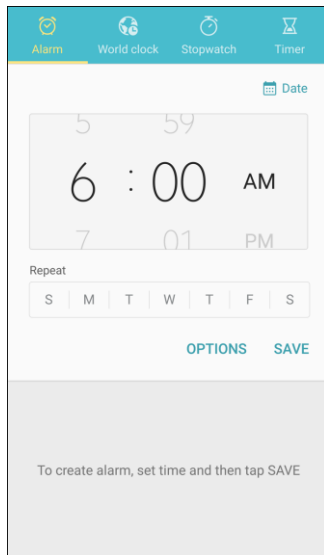 Alarm World clock Stopwatch Timer
Date
5 59
6 : 00 AM
7 01 PM
Repeat
S M T W T F S
OPTIONS SAVE
To create alarm, set time and then tap SAVE